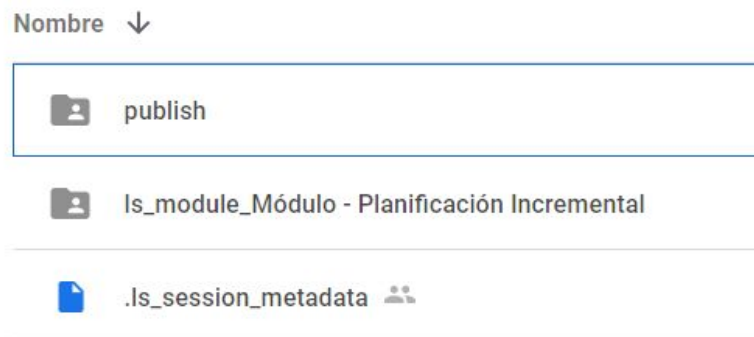 Nombre
publish
ls_module_Módulo - Planificación Incremental
.ls_session_metadata